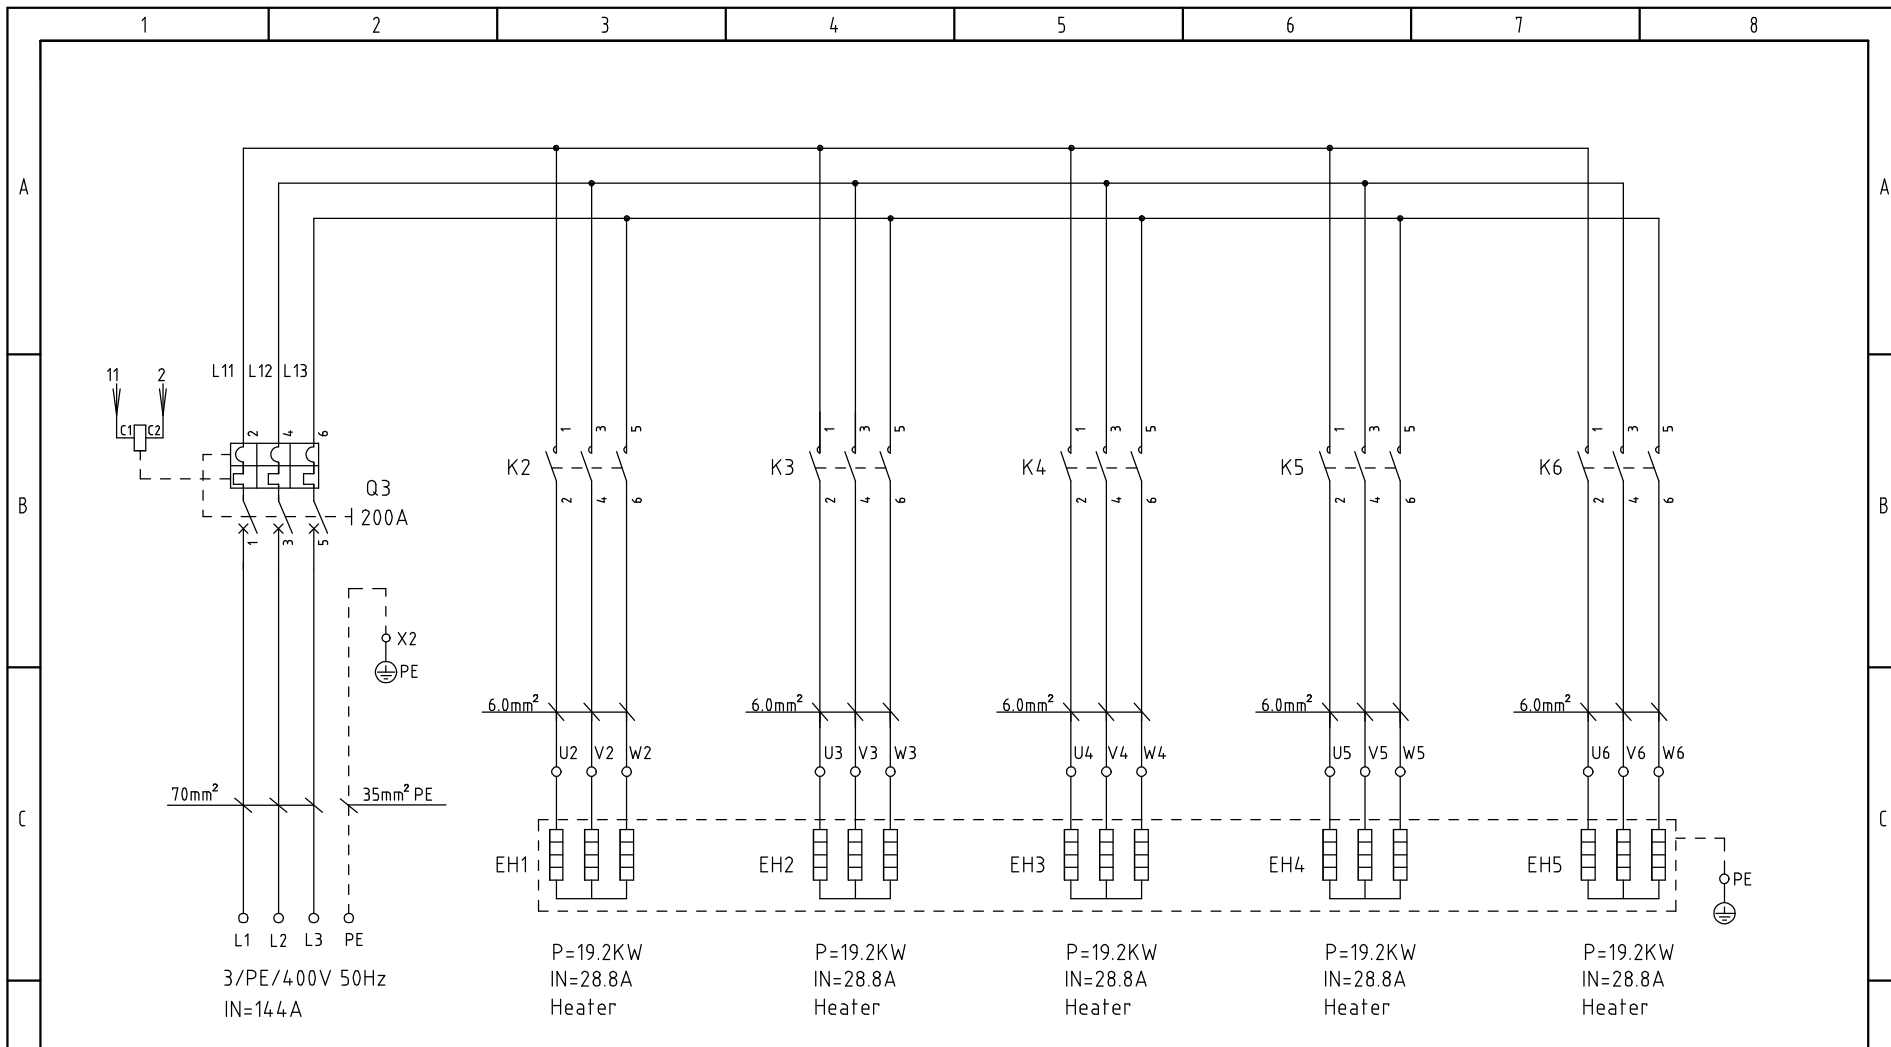 1 2 3 4 5 6 7 8
A A
11 2 L11 L12 L13
C1 C2 2 4 6
1 3 5 1 3 5 1 3 5 1 3 5 1 3 5
K2 K3 K4 K5 K6
Q3
2 4 6 2 4 6 2 4 6 2 4 6 2 4 6
B 200A B
1 3 5
X2
PE
6.0mm² 6.0mm² 6.0mm² 6.0mm² 6.0mm²
U2 V2 W2 U3 V3 W3 U4 V4 W4 U5 V5 W5 U6 V6 W6
70mm² 35mm² PE
C C
EH1 EH2 EH3 EH4 EH5
PE
L1 L2 L3 PE
P=19.2KW P=19.2KW P=19.2KW P=19.2KW P=19.2KW
3/PE/400V 50Hz IN=28.8A IN=28.8A IN=28.8A IN=28.8A IN=28.8A
IN=144A Heater Heater Heater Heater Heater